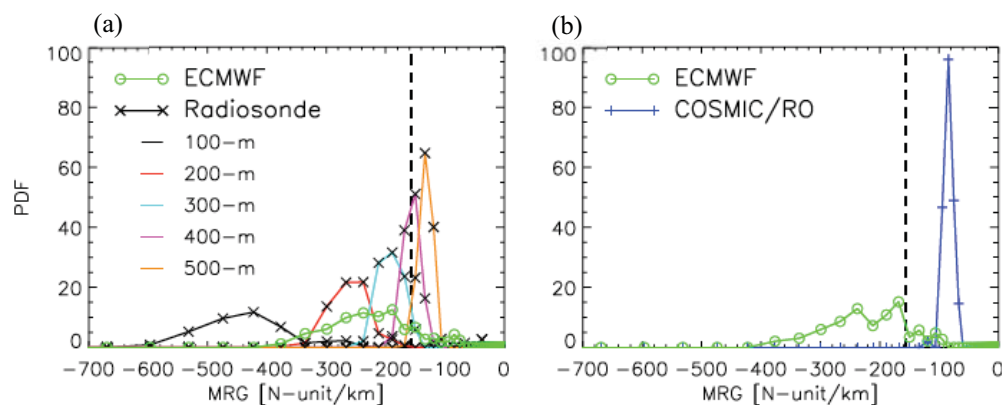 (a)
(b)
100
80
60
40
20
0
PDF
ECMWF
Radiosonde
100-m
200-m
300-m
400-m
500-m
−700 −600 −500 −400 −300 −200 −100 0
MRG [N-unit/km]
100
80
60
40
20
0
ECMWF
COSMIC/RO
−700 −600 −500 −400 −300 −200 −100 0
MRG [N-unit/km]